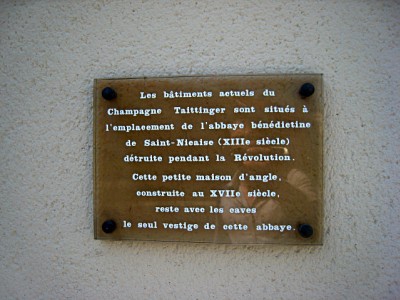 Les bâtiments actuels du
Champagne Taittinger sont situés à
l'emplacement de l'abbaye bénédictine
de Saint-Nicaise (XIIIe siècle)
détruite pendant la Révolution.
Cette petite maison d'angle,
construite au XVIIe siècle,
reste avec les caves
le seul vestige de cette abbaye.